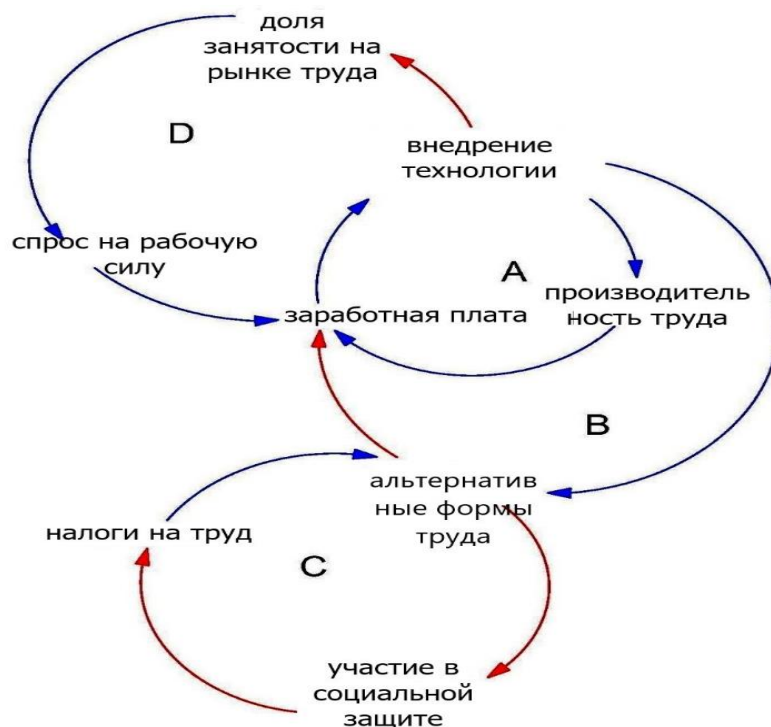 доля
занятости на
рынке труда
D
внедрение
технологии
спрос на рабочую
силу
A
производитель
ность труда
заработная плата
B
альтернатив
ные формы
труда
налоги на труд
C
участие в
социальной
защите